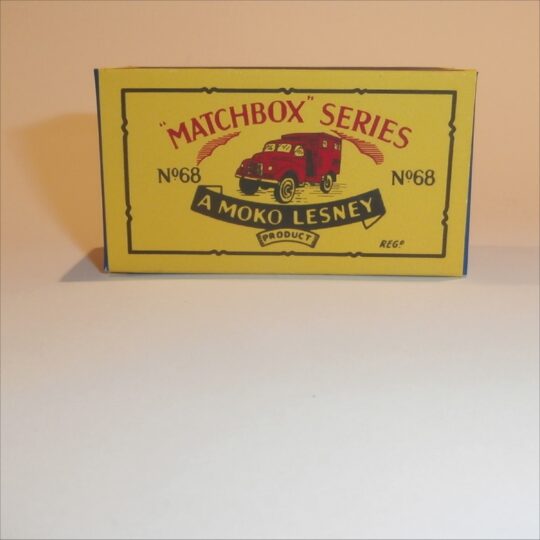 "MATCHBOX" SERIES
Nº68 Nº68
A MOKO LESNEY
PRODUCT
REGD